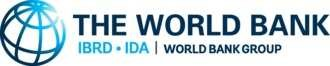 THE WORLD BANK
IBRD • IDA | WORLD BANK GROUP